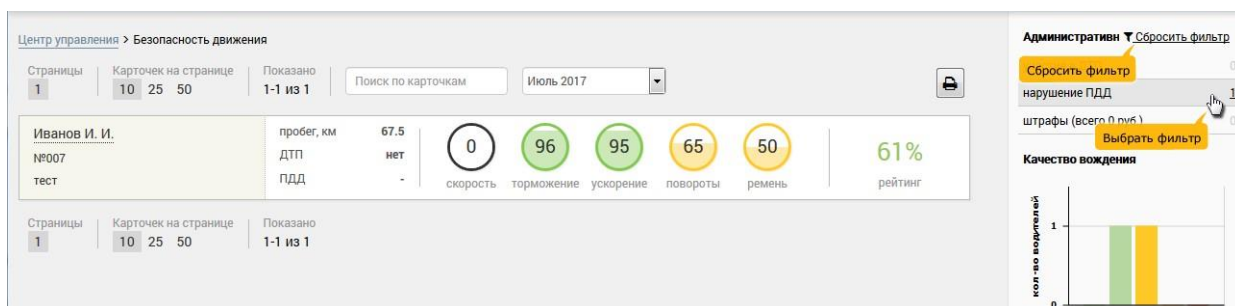 Центр управления > Безопасность движения
Страницы Карточек на странице Показано
1 10 25 50 1-1 из 1 Поиск по карточкам Июль 2017
Иванов И. И.
№007
тест
пробег, км 67.5
ДТП нет
ПДД -
0 96 95 65 50
скорость торможение ускорение повороты ремень
61%
рейтинг
Страницы Карточек на странице Показано
1 10 25 50 1-1 из 1
Административн Сбросить фильтр
Сбросить фильтр 0
нарушение ПДД 1
штрафы (всего 0 руб.) 0
Выбрать фильтр
Качество вождения
кол-во водителей
1
0